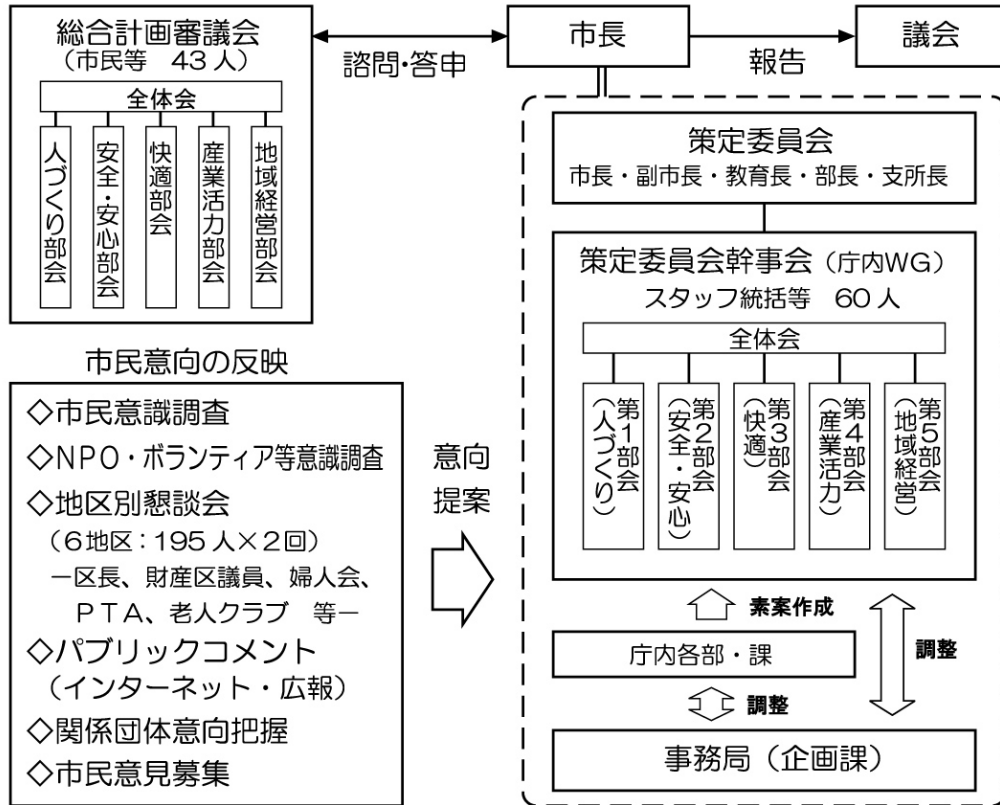 総合計画審議会
(市民等 43人)
全体会
人づくり部会
安全・安心部会
快適部会
産業活力部会
地域経営部会
諮問・答申
市長
報告
議会
策定委員会
市長・副市長・教育長・部長・支所長
策定委員会幹事会(庁内WG)
スタッフ統括等 60人
全体会
第1部会
(人づくり)
第2部会
(安全・安心)
第3部会
(快適)
第4部会
(産業活力)
第5部会
(地域経営)
市民意向の反映
◇市民意識調査
◇NPO・ボランティア等意識調査
◇地区別懇談会
(6地区:195人×2回)
―区長、財産区議員、婦人会、
PTA、老人クラブ 等―
◇パブリックコメント
(インターネット・広報)
◇関係団体意向把握
◇市民意見募集
意向
提案
素案作成
庁内各部・課
調整
調整
事務局(企画課)